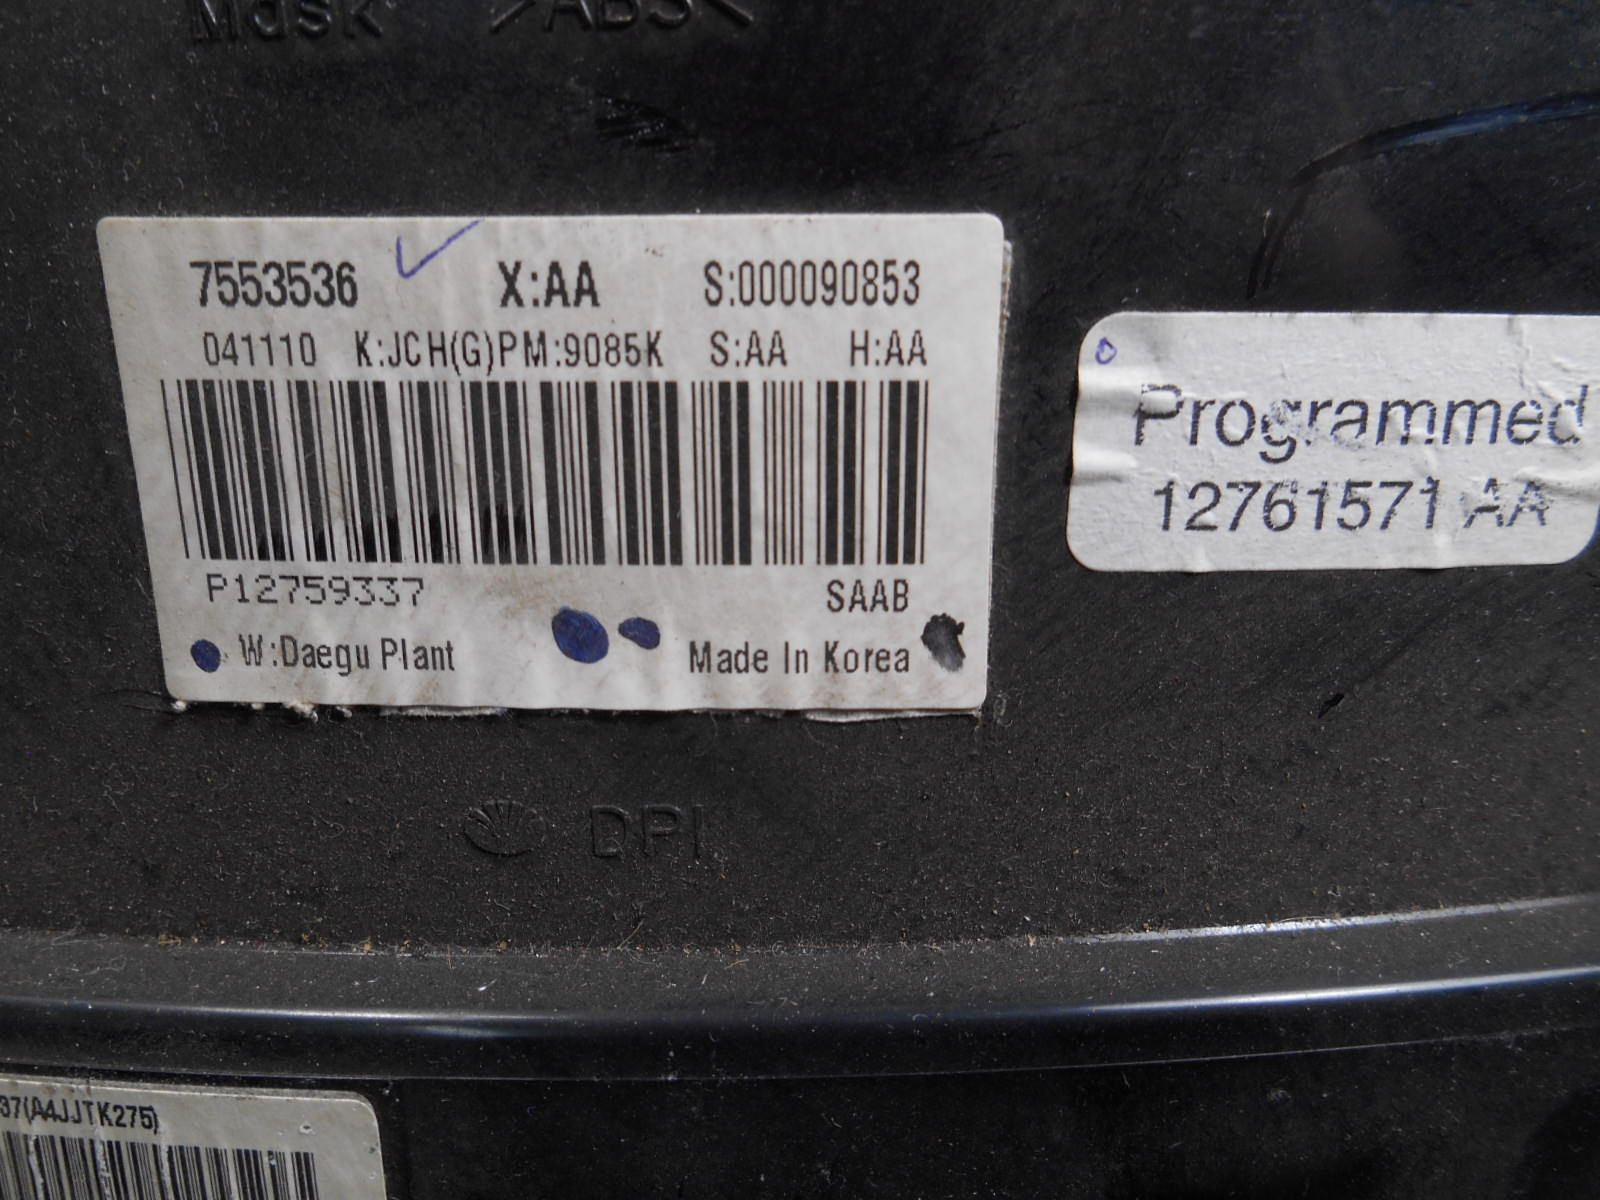 Mask >ABS<
7553536 X:AA S:000090853
041110 K:JCH(G)PM:9085K S:AA H:AA
P12759337 SAAB
W:Daegu Plant Made In Korea
Programmed
12761571 AA
DPI
37(A4JJTK275)